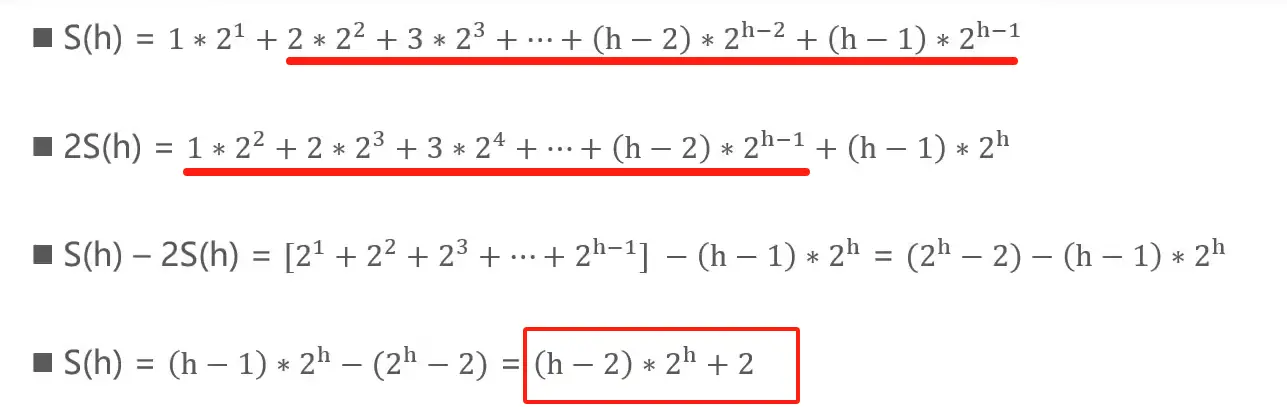 ■ S(h) = 1 ∗ 2¹ + 2 ∗ 2² + 3 ∗ 2³ + ⋯ + (h − 2) ∗ 2ʰ⁻² + (h − 1) ∗ 2ʰ⁻¹
■ 2S(h) = 1 ∗ 2² + 2 ∗ 2³ + 3 ∗ 2⁴ + ⋯ + (h − 2) ∗ 2ʰ⁻¹ + (h − 1) ∗ 2ʰ
■ S(h) – 2S(h) = [2¹ + 2² + 2³ + ⋯ + 2ʰ⁻¹] − (h − 1) ∗ 2ʰ = (2ʰ − 2) − (h − 1) ∗ 2ʰ
■ S(h) = (h − 1) ∗ 2ʰ − (2ʰ − 2) = (h − 2) ∗ 2ʰ + 2